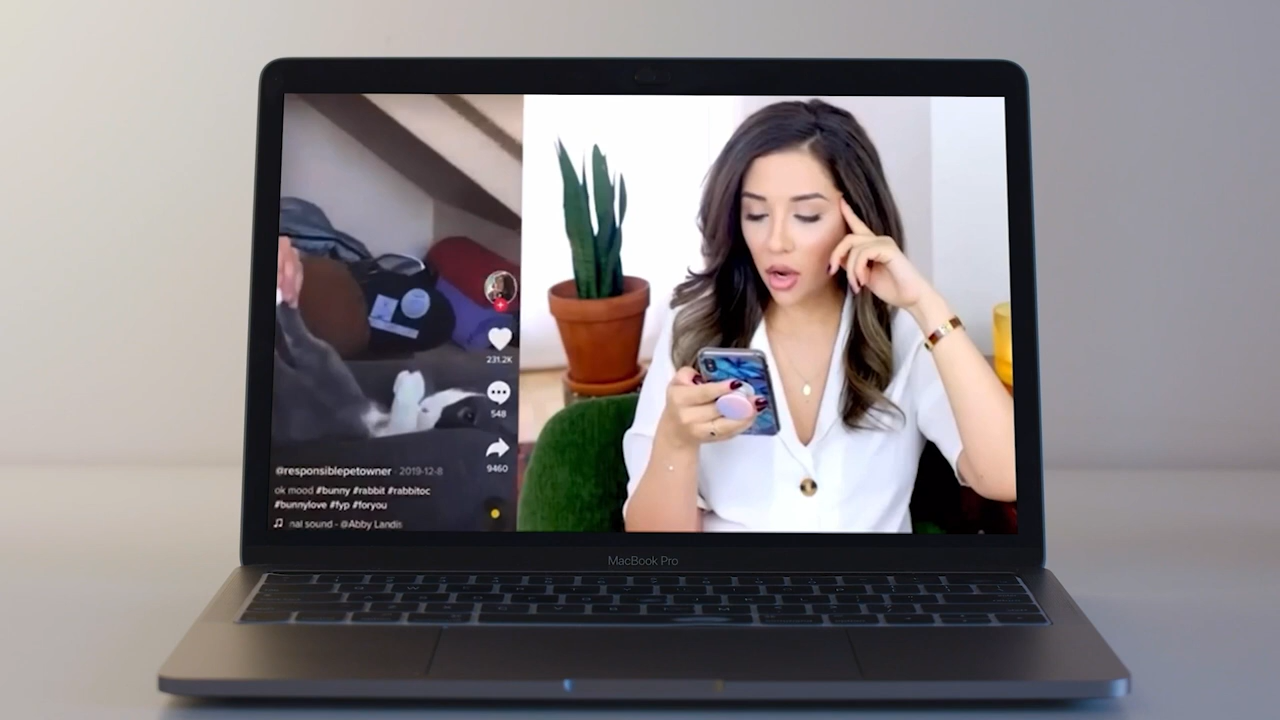 231.2K
548
9460
@responsiblepetowner · 2019-12-8
ok mood #bunny #rabbit #rabbitoc
#bunnylove #fyp #foryou
nal sound - @Abby Landis
MacBook Pro